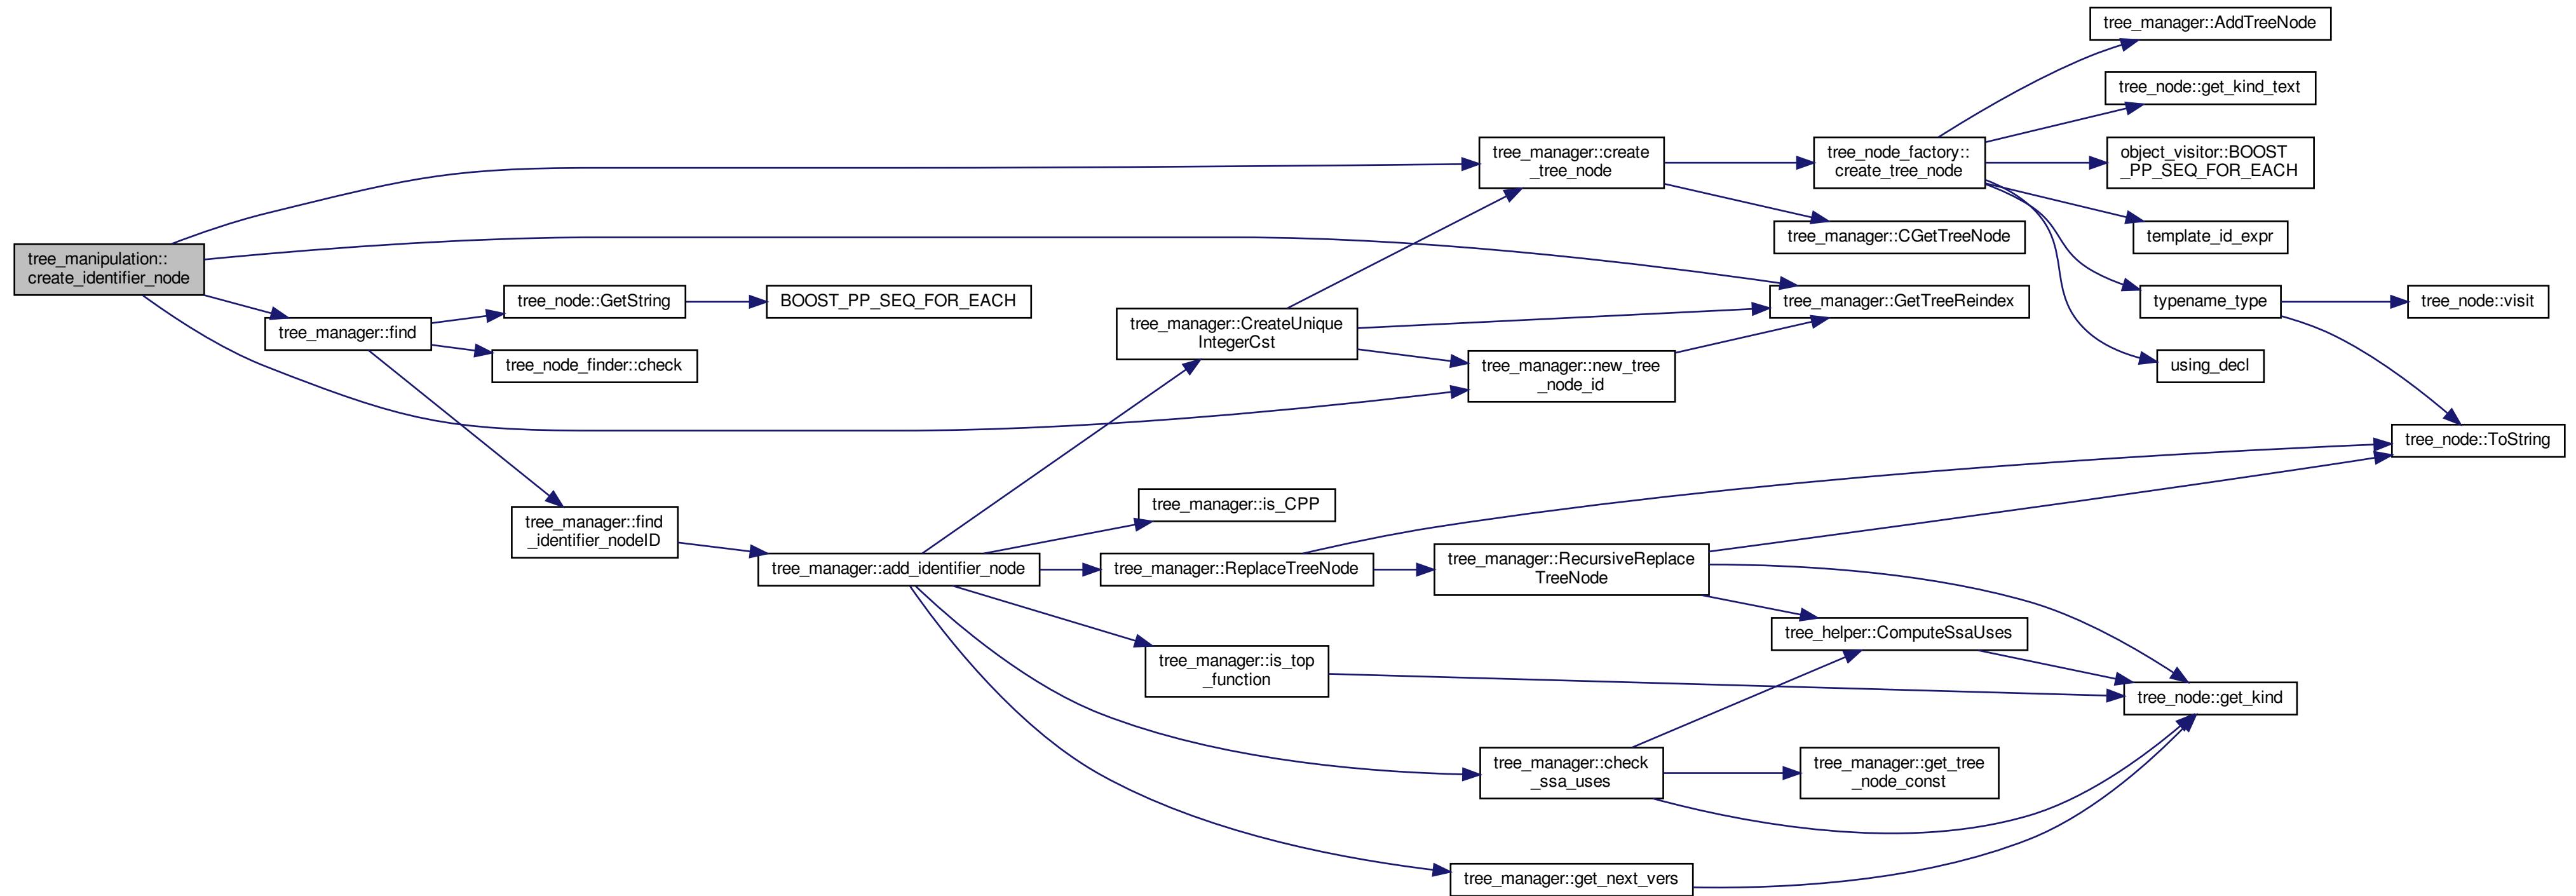 tree_manipulation::
create_identifier_node
tree_manager::find
tree_node::GetString
BOOST_PP_SEQ_FOR_EACH
tree_node_finder::check
tree_manager::find
_identifier_nodeID
tree_manager::add_identifier_node
tree_manager::CreateUnique
IntegerCst
tree_manager::is_CPP
tree_manager::ReplaceTreeNode
tree_manager::is_top
_function
tree_manager::create
_tree_node
tree_manager::new_tree
_node_id
tree_manager::RecursiveReplace
TreeNode
tree_manager::check
_ssa_uses
tree_manager::get_next_vers
tree_node_factory::
create_tree_node
tree_manager::CGetTreeNode
tree_manager::GetTreeReindex
tree_helper::ComputeSsaUses
tree_manager::get_tree
_node_const
tree_manager::AddTreeNode
tree_node::get_kind_text
object_visitor::BOOST
_PP_SEQ_FOR_EACH
template_id_expr
typename_type
using_decl
tree_node::visit
tree_node::ToString
tree_node::get_kind